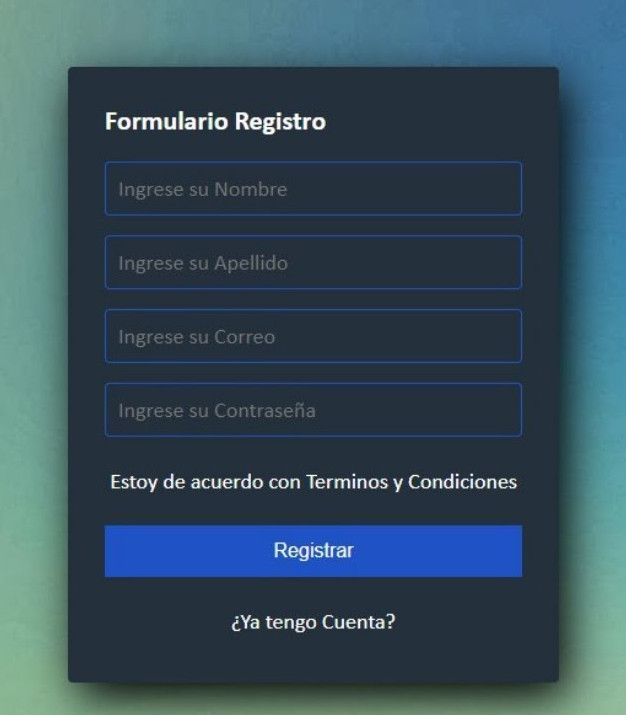 Formulario Registro
Ingrese su Nombre
Ingrese su Apellido
Ingrese su Correo
Ingrese su Contraseña
Estoy de acuerdo con Terminos y Condiciones
Registrar
¿Ya tengo Cuenta?